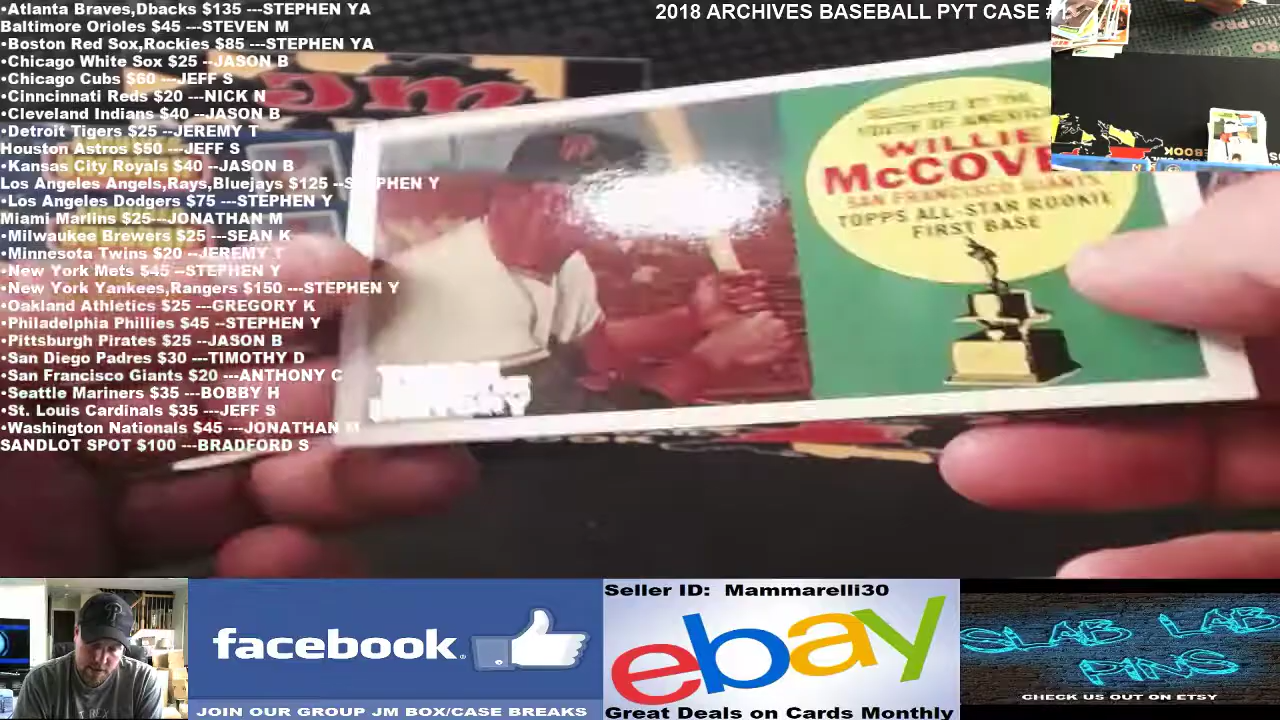 •Atlanta Braves,Dbacks $135 ---STEPHEN YA
Baltimore Orioles $45 ---STEVEN M
•Boston Red Sox,Rockies $85 ---STEPHEN YA
•Chicago White Sox $25 --JASON B
•Chicago Cubs $60 ---JEFF S
•Cinncinnati Reds $20 ---NICK N
•Cleveland Indians $40 ---JASON B
•Detroit Tigers $25 ---JEREMY T
Houston Astros $50 ---JEFF S
•Kansas City Royals $40 --JASON B
Los Angeles Angels,Rays,Bluejays $125 --STEPHEN Y
•Los Angeles Dodgers $75 ---STEPHEN Y
Miami Marlins $25---JONATHAN M
•Milwaukee Brewers $25 ---SEAN K
•Minnesota Twins $20 --JEREMY T
•New York Mets $45 --STEPHEN Y
•New York Yankees,Rangers $150 ---STEPHEN Y
•Oakland Athletics $25 ---GREGORY K
•Philadelphia Phillies $45 --STEPHEN Y
•Pittsburgh Pirates $25 --JASON B
•San Diego Padres $30 ---TIMOTHY D
•San Francisco Giants $20 ---ANTHONY C
•Seattle Mariners $35 ---BOBBY H
•St. Louis Cardinals $35 ---JEFF S
•Washington Nationals $45 ---JONATHAN M
SANDLOT SPOT $100 ---BRADFORD S
2018 ARCHIVES BASEBALL PYT CASE #1
SELECTED BY THE
YOUTH OF AMERICA
WILLIE
McCOVE
SAN FRANCISCO GIANTS
TOPPS ALL-STAR ROOKIE
FIRST BASE
facebook
JOIN OUR GROUP JM BOX/CASE BREAKS
Seller ID: Mammarelli30
ebay
Great Deals on Cards Monthly
SLAB LAB
PINS
CHECK US OUT ON ETSY